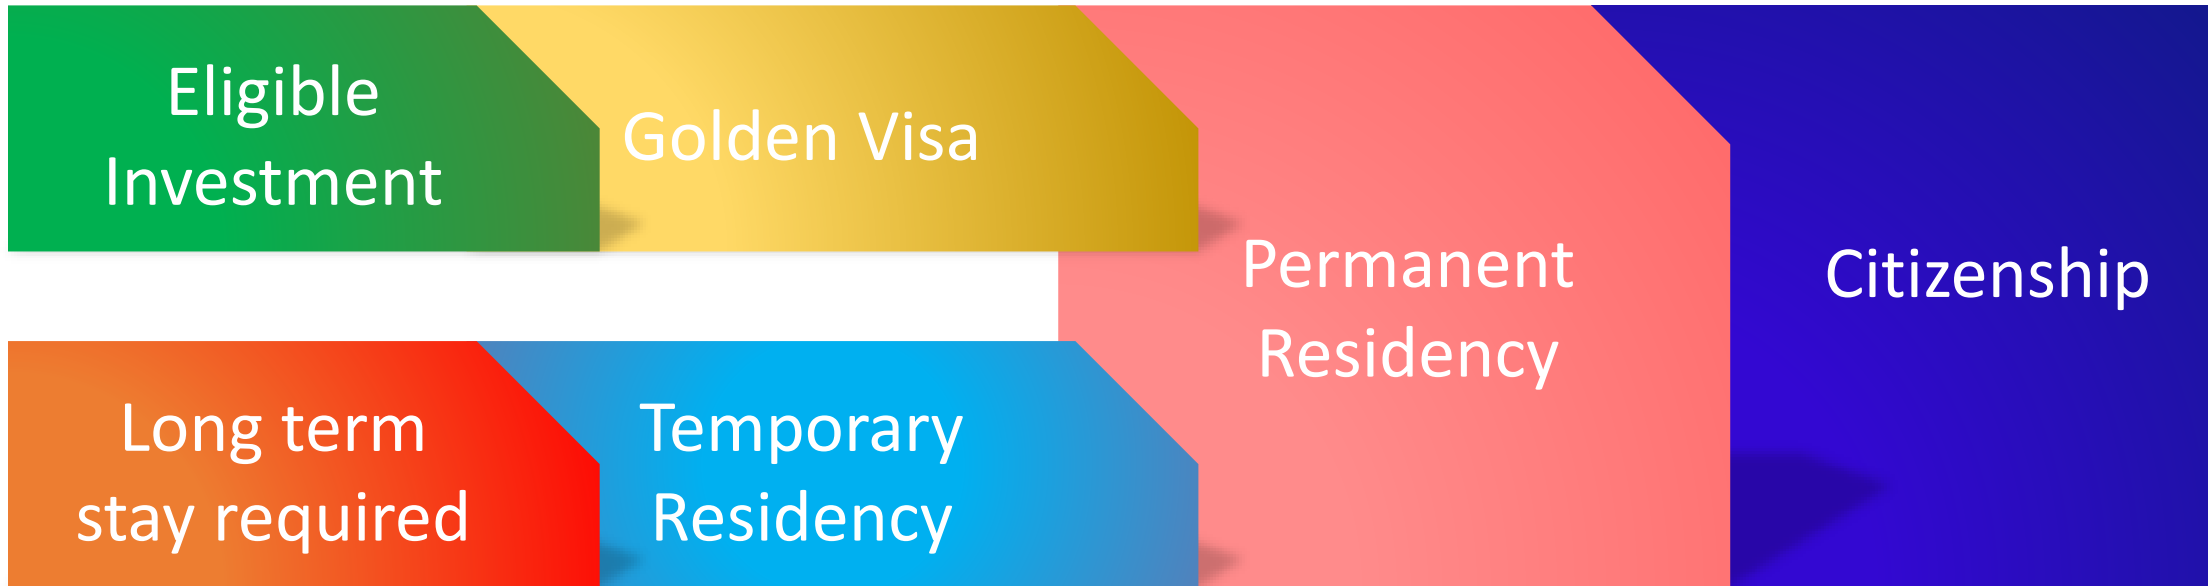 Eligible
Investment
Golden Visa
Permanent
Residency
Citizenship
Long term
stay required
Temporary
Residency